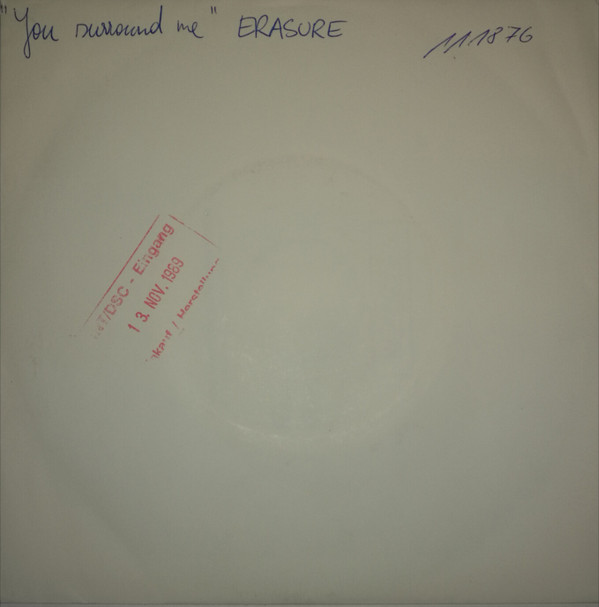 "You surround me" ERASURE 111876
/DSC - Eingang
13. NOV. 1989